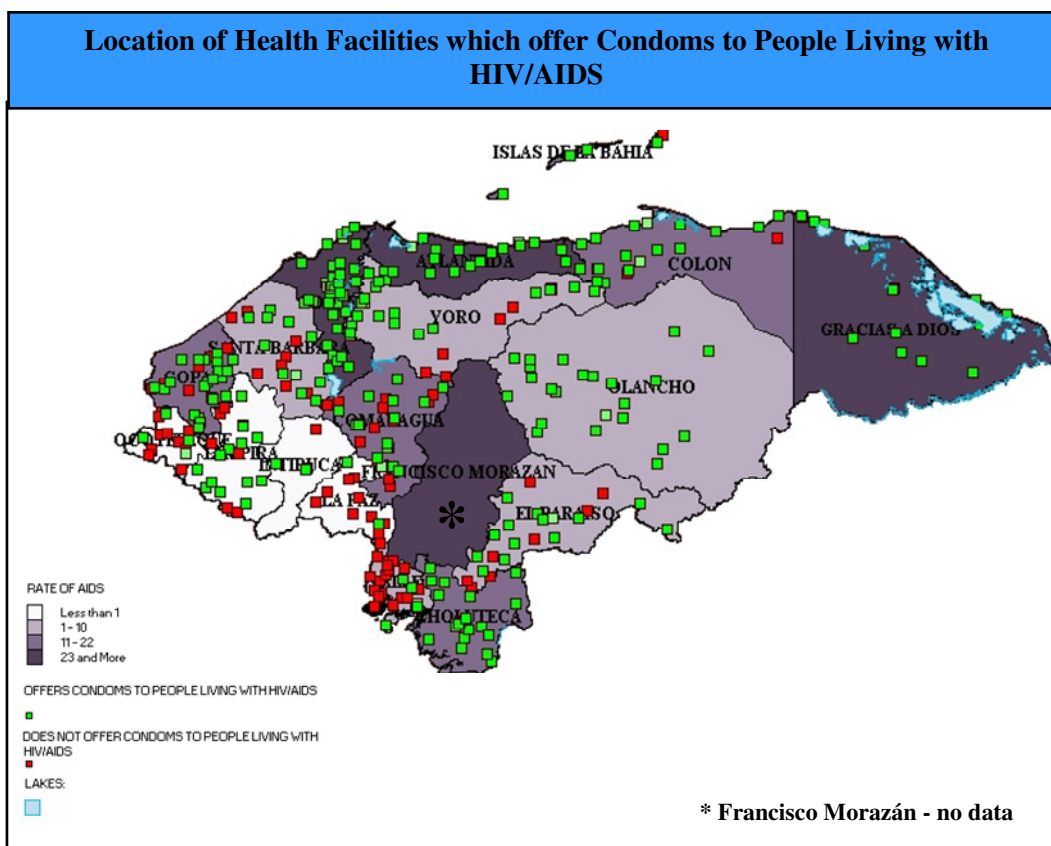 Location of Health Facilities which offer Condoms to People Living with
HIV/AIDS
ISLAS DE LA BAHIA
ATLANTIDA
COLON
YORO
GRACIAS A DIOS
SANTA BARBARA
OLANCHO
INTIBUCA
FRANCISCO MORAZAN
LA PAZ
*
EL PARAISO
CHOLUTECA
RATE OF AIDS
Less than 1
1 - 10
11 - 22
23 and More
OFFERS CONDOMS TO PEOPLE LIVING WITH HIV/AIDS
DOES NOT OFFER CONDOMS TO PEOPLE LIVING WITH
HIV/AIDS
LAKES:
* Francisco Morazán - no data